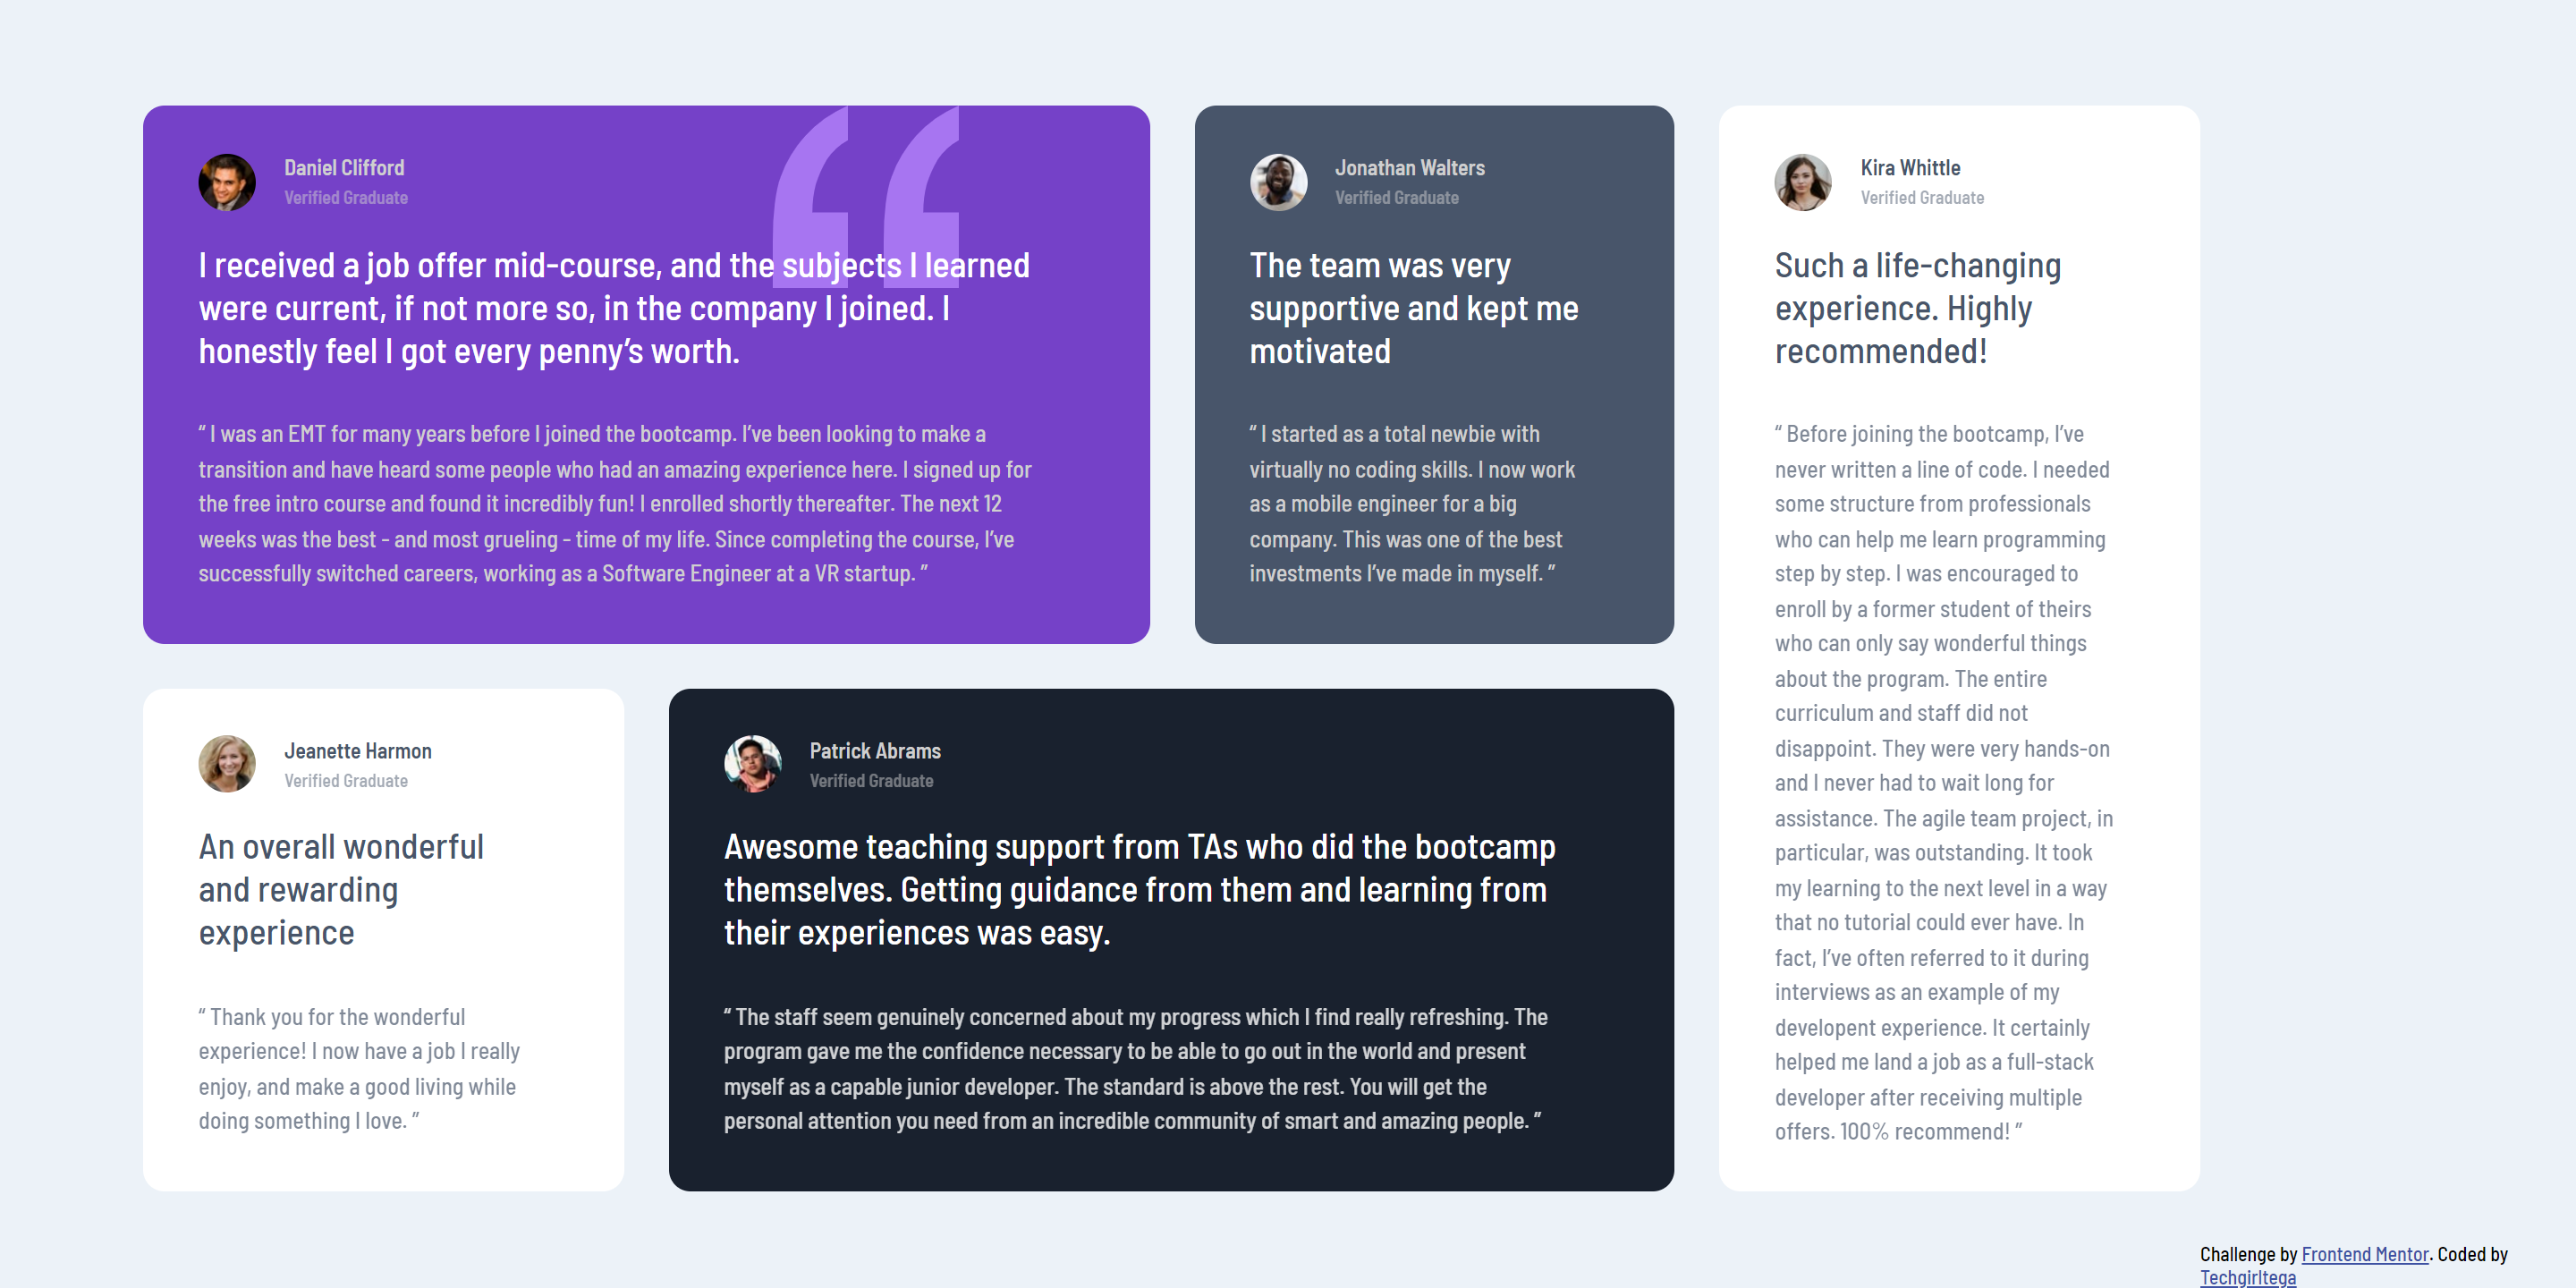 Daniel Clifford
Verified Graduate
I received a job offer mid-course, and the subjects I learned
were current, if not more so, in the company I joined. I
honestly feel I got every penny’s worth.
“ I was an EMT for many years before I joined the bootcamp. I’ve been looking to make a
transition and have heard some people who had an amazing experience here. I signed up for
the free intro course and found it incredibly fun! I enrolled shortly thereafter. The next 12
weeks was the best - and most grueling - time of my life. Since completing the course, I’ve
successfully switched careers, working as a Software Engineer at a VR startup. ”
Jonathan Walters
Verified Graduate
The team was very
supportive and kept me
motivated
“ I started as a total newbie with
virtually no coding skills. I now work
as a mobile engineer for a big
company. This was one of the best
investments I’ve made in myself. ”
Kira Whittle
Verified Graduate
Such a life-changing
experience. Highly
recommended!
“ Before joining the bootcamp, I’ve
never written a line of code. I needed
some structure from professionals
who can help me learn programming
step by step. I was encouraged to
enroll by a former student of theirs
who can only say wonderful things
about the program. The entire
curriculum and staff did not
disappoint. They were very hands-on
and I never had to wait long for
assistance. The agile team project, in
particular, was outstanding. It took
my learning to the next level in a way
that no tutorial could ever have. In
fact, I’ve often referred to it during
interviews as an example of my
developent experience. It certainly
helped me land a job as a full-stack
developer after receiving multiple
offers. 100% recommend! ”
Jeanette Harmon
Verified Graduate
An overall wonderful
and rewarding
experience
“ Thank you for the wonderful
experience! I now have a job I really
enjoy, and make a good living while
doing something I love. ”
Patrick Abrams
Verified Graduate
Awesome teaching support from TAs who did the bootcamp
themselves. Getting guidance from them and learning from
their experiences was easy.
“ The staff seem genuinely concerned about my progress which I find really refreshing. The
program gave me the confidence necessary to be able to go out in the world and present
myself as a capable junior developer. The standard is above the rest. You will get the
personal attention you need from an incredible community of smart and amazing people. ”
Challenge by Frontend Mentor. Coded by
Techgirltega